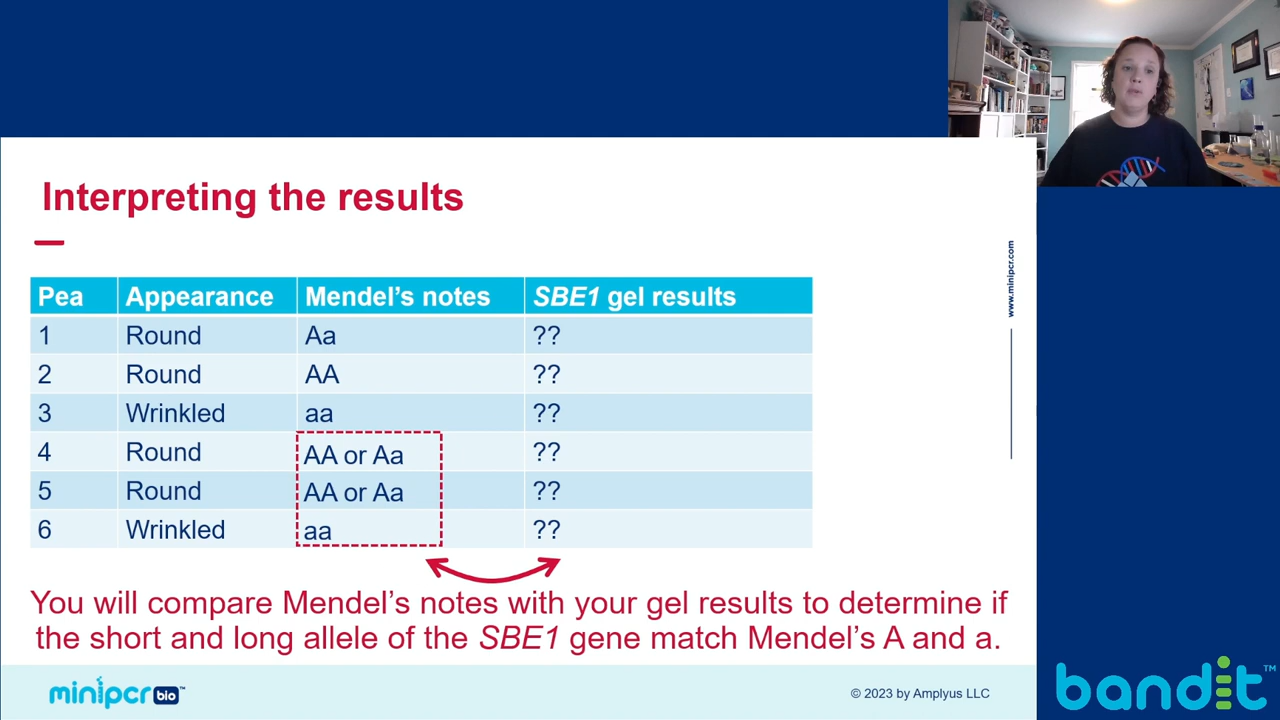 Interpreting the results
Pea Appearance Mendel's notes SBE1 gel results
1 Round Aa ??
2 Round AA ??
3 Wrinkled aa ??
4 Round AA or Aa ??
5 Round AA or Aa ??
6 Wrinkled aa ??
You will compare Mendel's notes with your gel results to determine if
the short and long allele of the SBE1 gene match Mendel's A and a.
www.minipcr.com
minipcr bio™
© 2023 by Amplyus LLC
bandit™